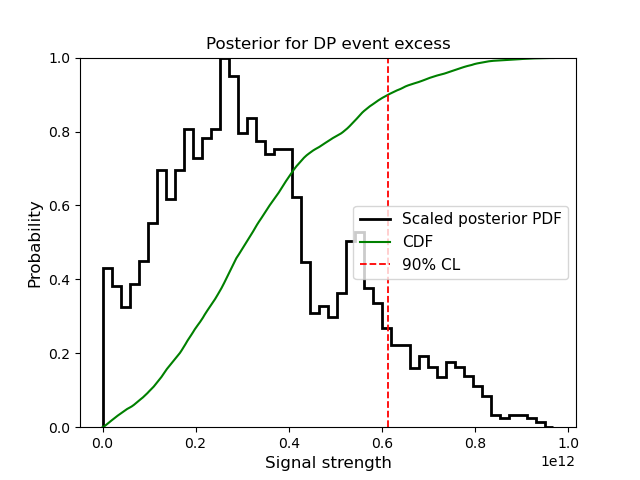 Posterior for DP event excess
1.0
0.8
0.6
0.4
0.2
0.0
Probability
Scaled posterior PDF
CDF
90% CL
0.0 0.2 0.4 0.6 0.8 1.0
1e12
Signal strength